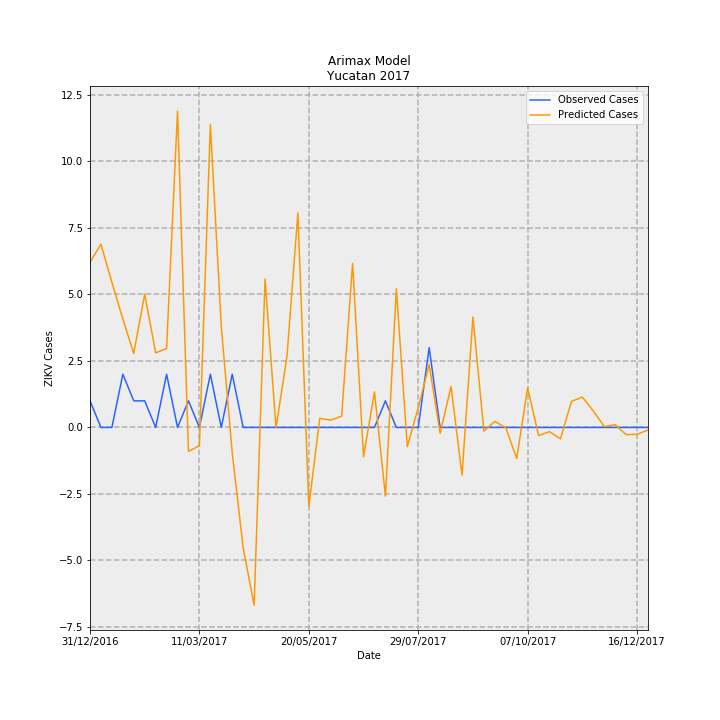 Arimax Model
Yucatan 2017
Observed Cases
Predicted Cases
12.5
10.0
7.5
5.0
2.5
0.0
−2.5
−5.0
−7.5
ZIKV Cases
31/12/2016 11/03/2017 20/05/2017 29/07/2017 07/10/2017 16/12/2017
Date